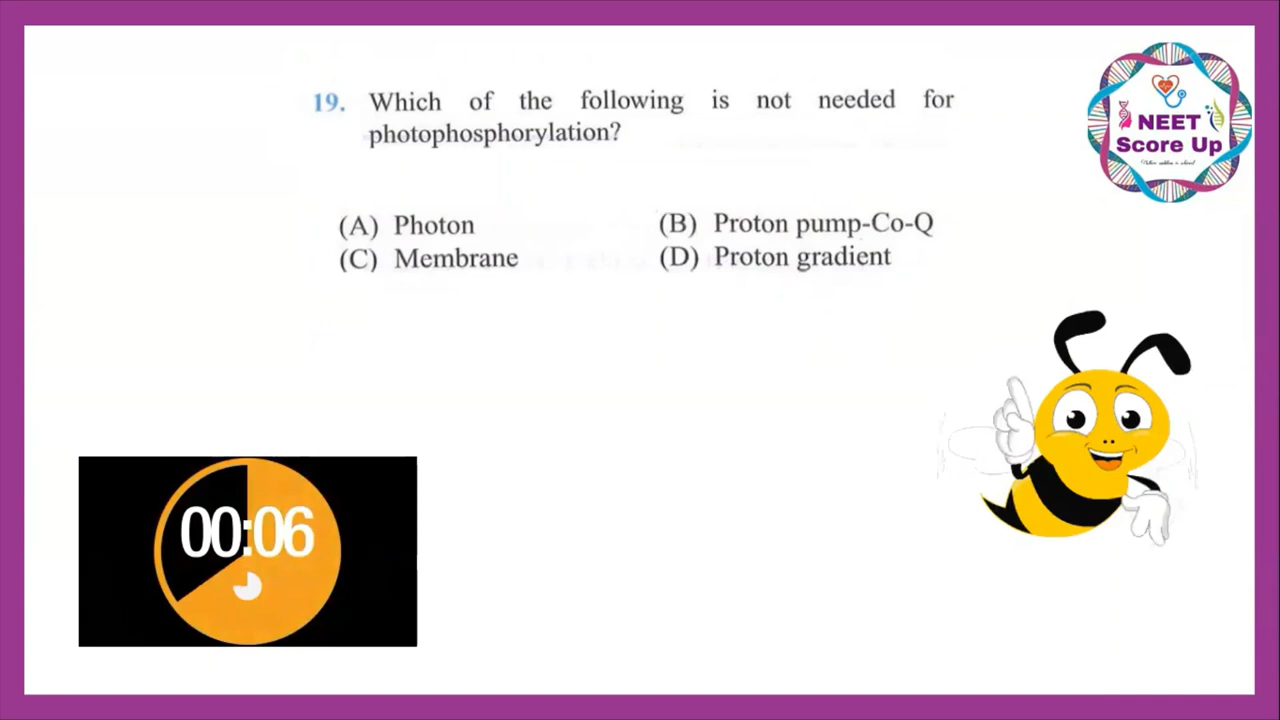 19. Which of the following is not needed for
photophosphorylation?
(A) Photon (B) Proton pump-Co-Q
(C) Membrane (D) Proton gradient
NEET
Score Up
00:06